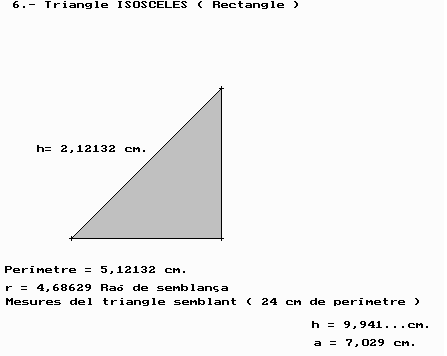 6.- Triangle ISOSCELES ( Rectangle )
h= 2,12132 cm.
Perímetre = 5,12132 cm.
r = 4,68629 Raó de semblança
Mesures del triangle semblant ( 24 cm de perímetre )
h = 9,941...cm.
a = 7,029 cm.